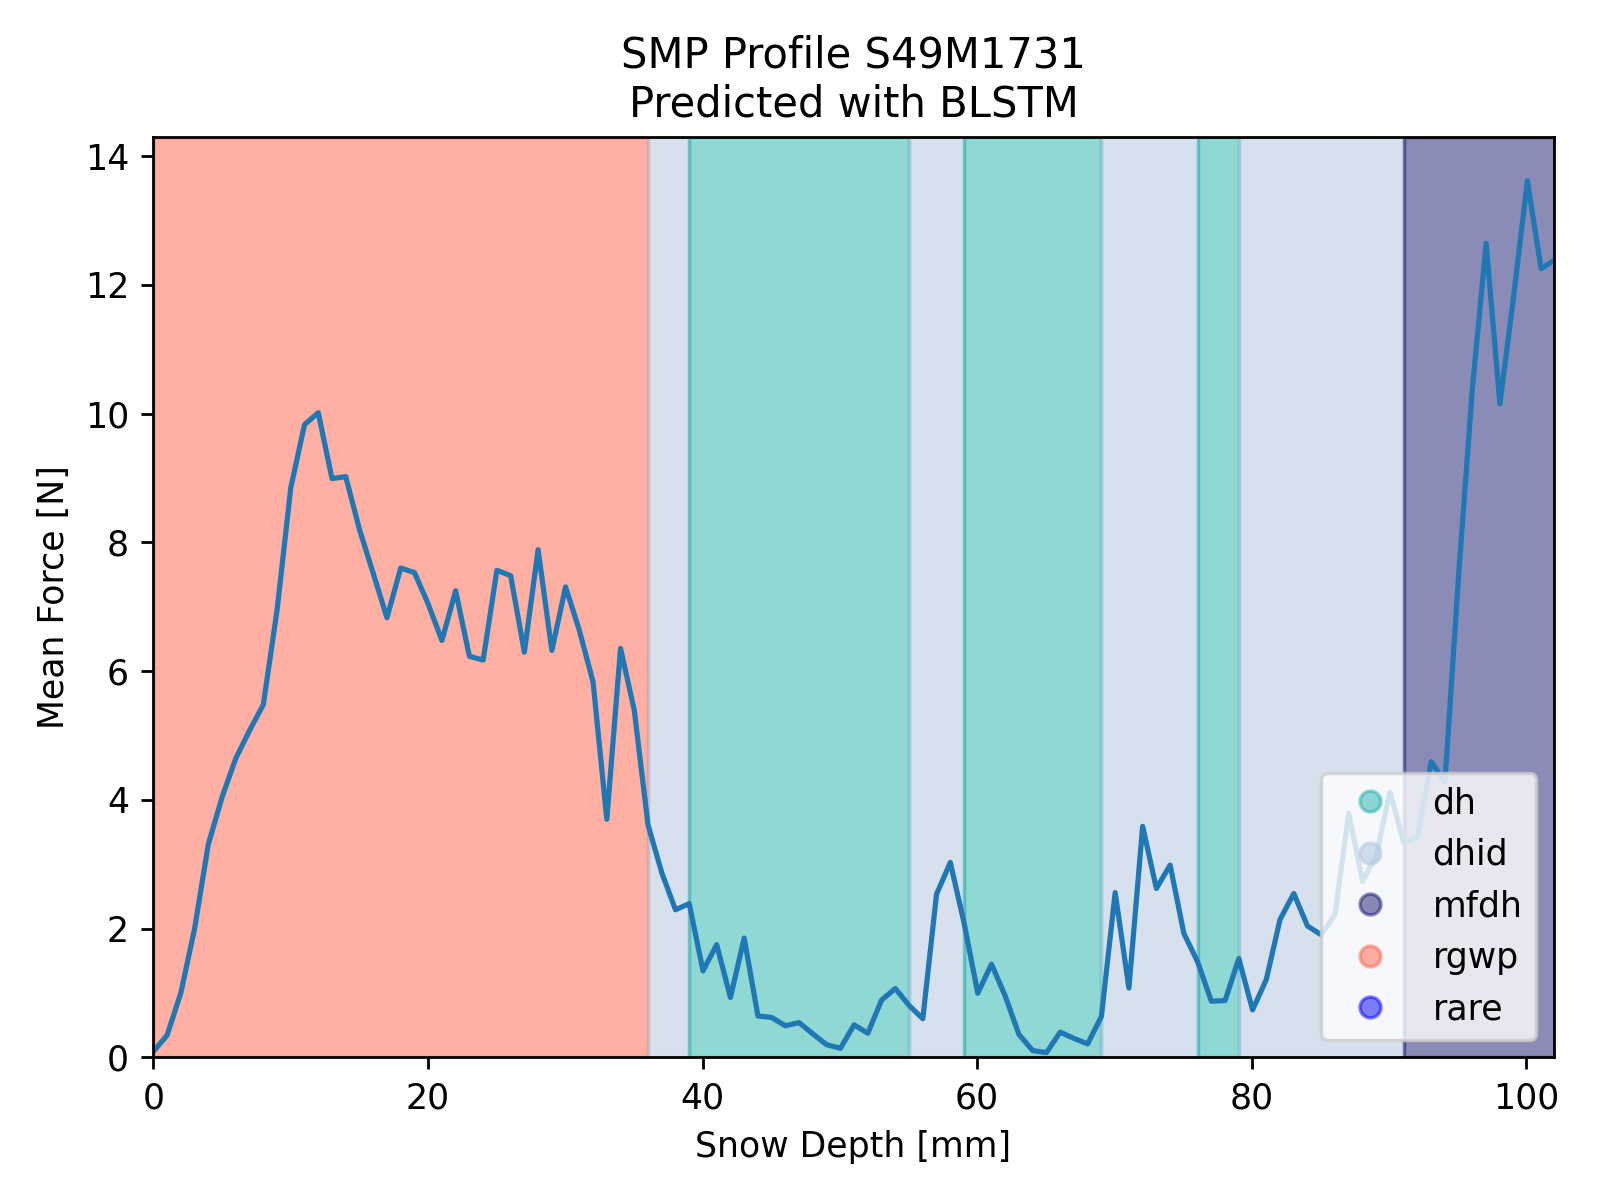 SMP Profile S49M1731
Predicted with BLSTM
14
12
10
8
6
4
2
0
Mean Force [N]
dh
dhid
mfdh
rgwp
rare
0 20 40 60 80 100
Snow Depth [mm]